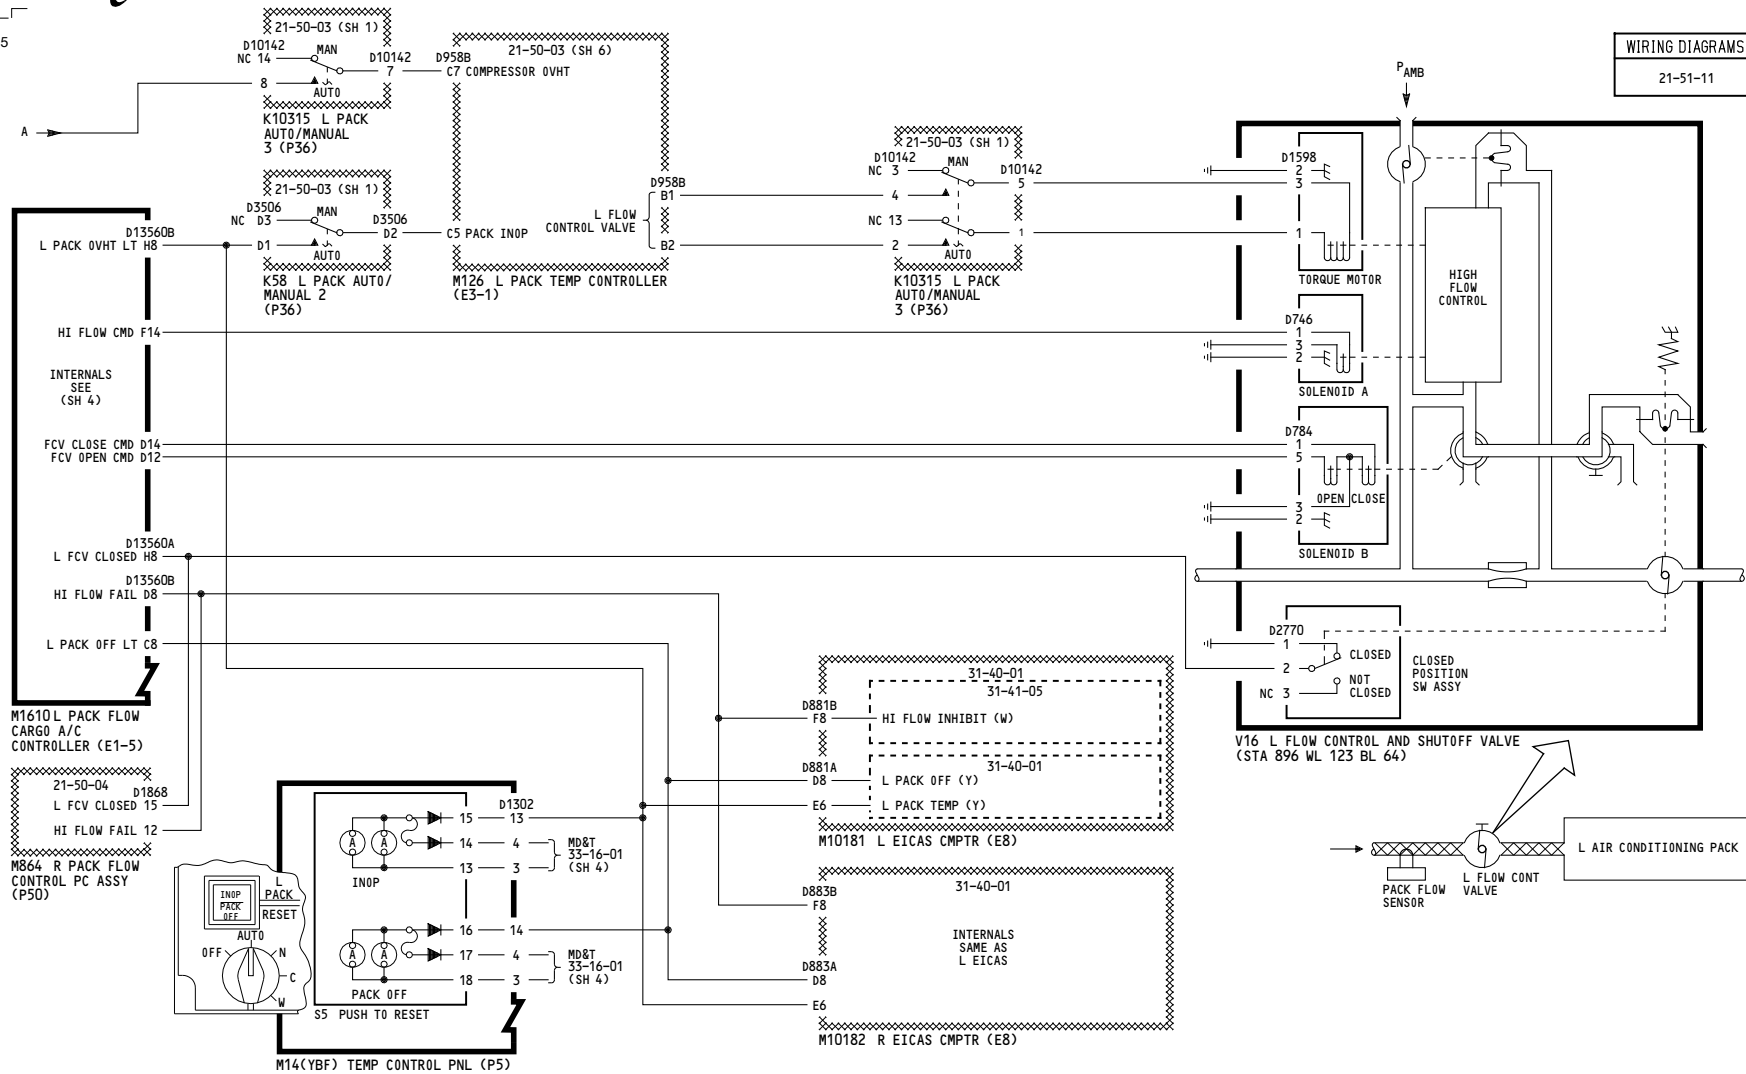 5
WIRING DIAGRAMS
21-51-11
21-50-03 (SH 1)
D10142
NC 14
MAN
D10142
7
8
AUTO
K10315 L PACK
AUTO/MANUAL
3 (P36)
A
21-50-03 (SH 1)
D3506
NC D3
MAN
D3506
D2
D1
AUTO
K58 L PACK AUTO/
MANUAL 2
(P36)
21-50-03 (SH 6)
D958B
C7 COMPRESSOR OVHT
C5 PACK INOP
D958B
B1
L FLOW
CONTROL VALVE
B2
M126 L PACK TEMP CONTROLLER
(E3-1)
21-50-03 (SH 1)
D10142
NC 3
MAN
D10142
5
4
NC 13
1
2
AUTO
K10315 L PACK
AUTO/MANUAL
3 (P36)
D13560B
L PACK OVHT LT H8
HI FLOW CMD F14
INTERNALS
SEE
(SH 4)
FCV CLOSE CMD D14
FCV OPEN CMD D12
D13560A
L FCV CLOSED H8
D13560B
HI FLOW FAIL D8
L PACK OFF LT C8
M1610 L PACK FLOW
CARGO A/C
CONTROLLER (E1-5)
21-50-04
D1868
L FCV CLOSED 15
HI FLOW FAIL 12
M864 R PACK FLOW
CONTROL PC ASSY
(P50)
PAMB
D1598
2
3
1
TORQUE MOTOR
HIGH
FLOW
CONTROL
D746
1
3
2
SOLENOID A
D784
1
5
OPEN CLOSE
3
2
SOLENOID B
D2770
1
CLOSED
2
NOT
CLOSED
NC 3
CLOSED
POSITION
SW ASSY
V16 L FLOW CONTROL AND SHUTOFF VALVE
(STA 896 WL 123 BL 64)
L AIR CONDITIONING PACK
PACK FLOW
SENSOR
L FLOW CONT
VALVE
31-40-01
31-41-05
D881B
F8
HI FLOW INHIBIT (W)
31-40-01
D881A
D8
L PACK OFF (Y)
E6
L PACK TEMP (Y)
M10181 L EICAS CMPTR (E8)
31-40-01
D883B
F8
INTERNALS
SAME AS
L EICAS
D883A
D8
E6
M10182 R EICAS CMPTR (E8)
D1302
15 13
A A
14 4
MD&T
33-16-01
(SH 4)
13 3
INOP
16 14
A A
17 4
MD&T
33-16-01
(SH 4)
18 3
PACK OFF
S5 PUSH TO RESET
L
PACK
INOP
PACK
OFF
RESET
AUTO
OFF
N
C
W
M14(YBF) TEMP CONTROL PNL (P5)